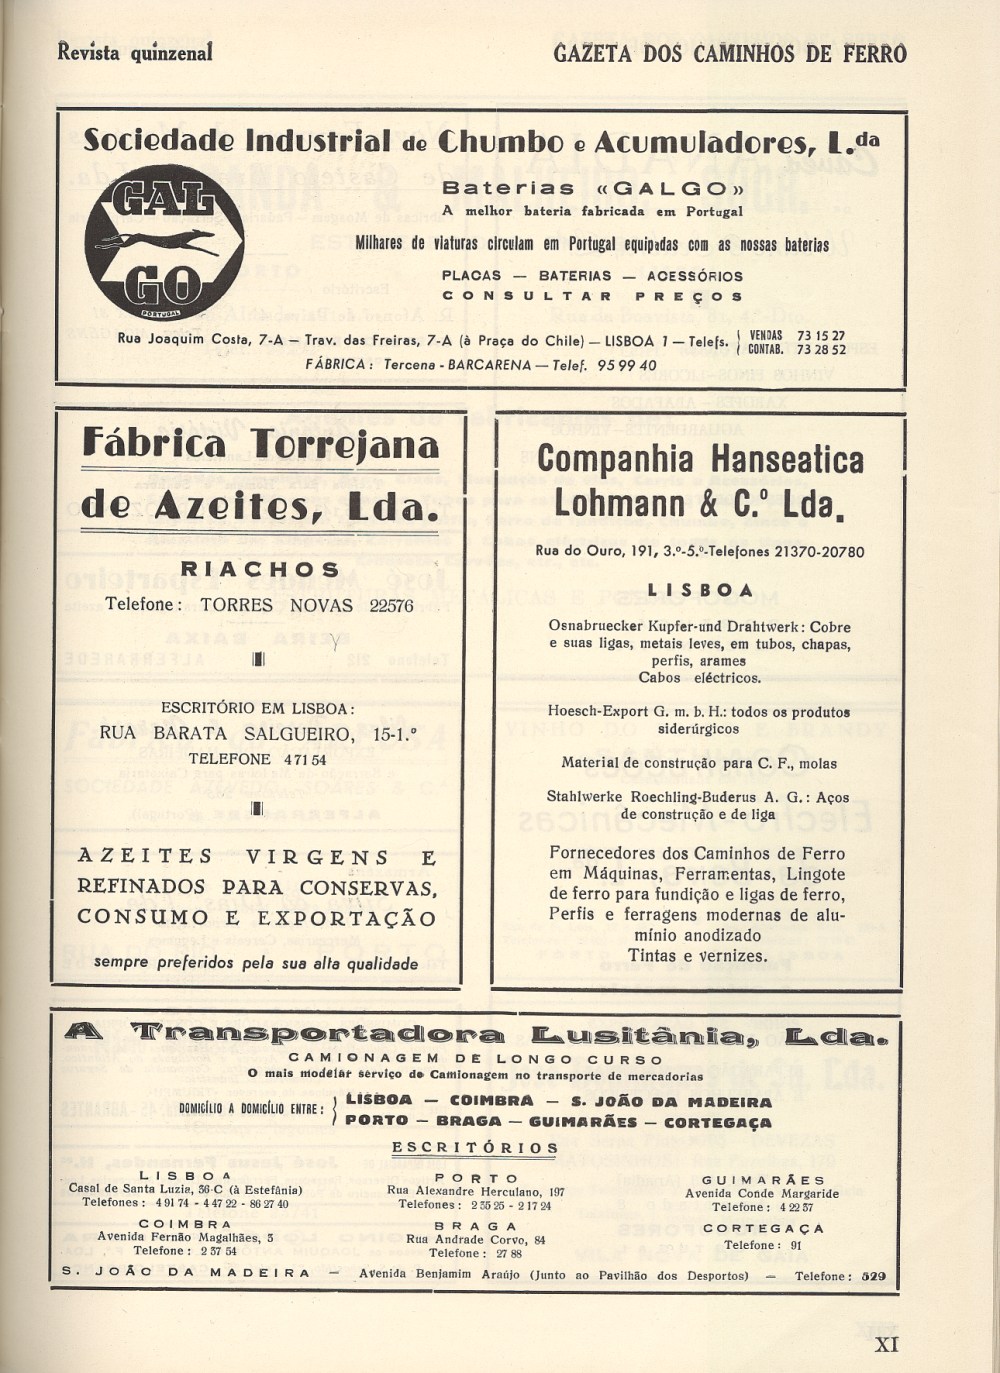 Revista quinzenal
GAZETA DOS CAMINHOS DE FERRO
Sociedade Industrial de Chumbo e Acumuladores, L.da
GALGO
PORTUGAL
Baterias «GALGO»
A melhor bateria fabricada em Portugal
Milhares de viaturas circulam em Portugal equipadas com as nossas baterias
PLACAS — BATERIAS — ACESSÓRIOS
CONSULTAR PREÇOS
Rua Joaquim Costa, 7-A — Trav. das Freiras, 7-A (à Praça do Chile) — LISBOA 1 — Telefs. { VENDAS 73 15 27
CONTAB. 73 28 52
FÁBRICA: Tercena - BARCARENA — Telef. 95 99 40
Fábrica Torrejana
de Azeites, Lda.
RIACHOS
Telefone: TORRES NOVAS 22576
ESCRITÓRIO EM LISBOA:
RUA BARATA SALGUEIRO, 15-1.º
TELEFONE 47154
AZEITES VIRGENS E
REFINADOS PARA CONSERVAS,
CONSUMO E EXPORTAÇÃO
sempre preferidos pela sua alta qualidade
Companhia Hanseatica
Lohmann & C.º Lda.
Rua do Ouro, 191, 3.º-5.º-Telefones 21370-20780
LISBOA
Osnabruecker Kupfer-und Drahtwerk: Cobre
e suas ligas, metais leves, em tubos, chapas,
perfis, arames
Cabos eléctricos.
Hoesch-Export G. m. b. H.: todos os produtos
siderúrgicos
Material de construção para C. F., molas
Stahlwerke Roechling-Buderus A. G.: Aços
de construção e de liga
Fornecedores dos Caminhos de Ferro
em Máquinas, Ferramentas, Lingote
de ferro para fundição e ligas de ferro,
Perfis e ferragens modernas de alu-
mínio anodizado
Tintas e vernizes.
A Transportadora Lusitânia, Lda.
CAMIONAGEM DE LONGO CURSO
O mais modelar serviço de Camionagem no transporte de mercadorias
DOMICÍLIO A DOMICÍLIO ENTRE: { LISBOA — COIMBRA — S. JOÃO DA MADEIRA
PORTO — BRAGA — GUIMARÃES — CORTEGAÇA
ESCRITÓRIOS
LISBOA
Casal de Santa Luzia, 36-C (à Estefânia)
Telefones: 4 91 74 - 4 47 22 - 86 27 40
COIMBRA
Avenida Fernão Magalhães, 3
Telefone: 2 37 54
PORTO
Rua Alexandre Herculano, 197
Telefones: 2 35 25 - 2 17 24
BRAGA
Rua Andrade Corvo, 84
Telefone: 27 88
GUIMARÃES
Avenida Conde Margaride
Telefone: 4 22 37
CORTEGAÇA
Telefone: 91
S. JOÃO DA MADEIRA — Avenida Benjamim Araújo (Junto ao Pavilhão dos Desportos) — Telefone: 529
XI